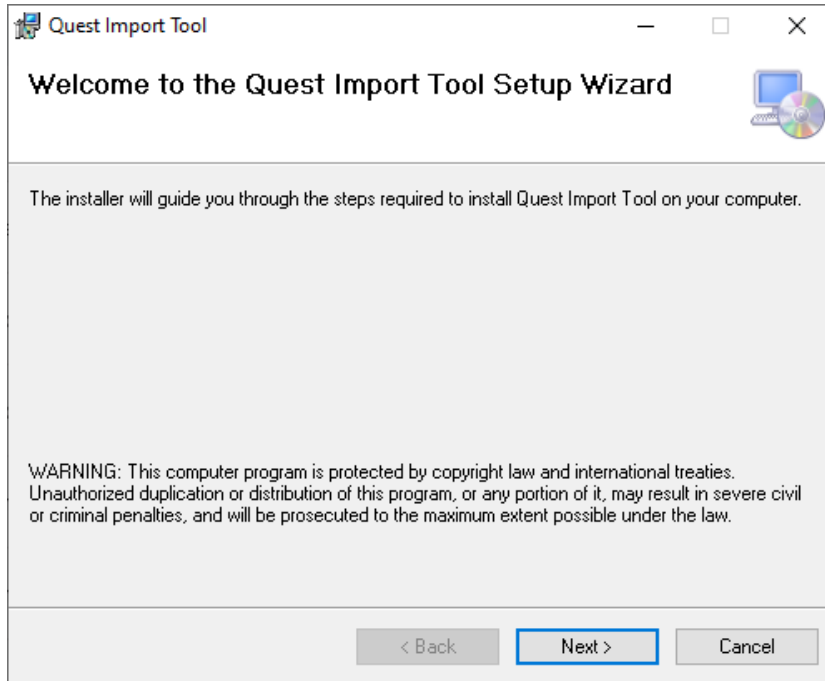 Quest Import Tool
Welcome to the Quest Import Tool Setup Wizard
The installer will guide you through the steps required to install Quest Import Tool on your computer.
WARNING: This computer program is protected by copyright law and international treaties.
Unauthorized duplication or distribution of this program, or any portion of it, may result in severe civil
or criminal penalties, and will be prosecuted to the maximum extent possible under the law.
< Back Next > Cancel